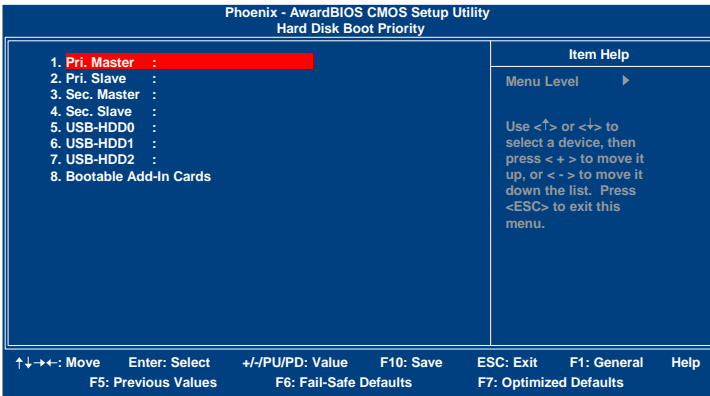 Phoenix - AwardBIOS CMOS Setup Utility
Hard Disk Boot Priority
1. Pri. Master :
2. Pri. Slave :
3. Sec. Master :
4. Sec. Slave :
5. USB-HDD0 :
6. USB-HDD1 :
7. USB-HDD2 :
8. Bootable Add-In Cards
Item Help
Menu Level ▶
Use <↑> or <↓> to
select a device, then
press < + > to move it
up, or < - > to move it
down the list. Press
<ESC> to exit this
menu.
↑↓→←: Move Enter: Select +/-/PU/PD: Value F10: Save ESC: Exit F1: General Help
F5: Previous Values F6: Fail-Safe Defaults F7: Optimized Defaults